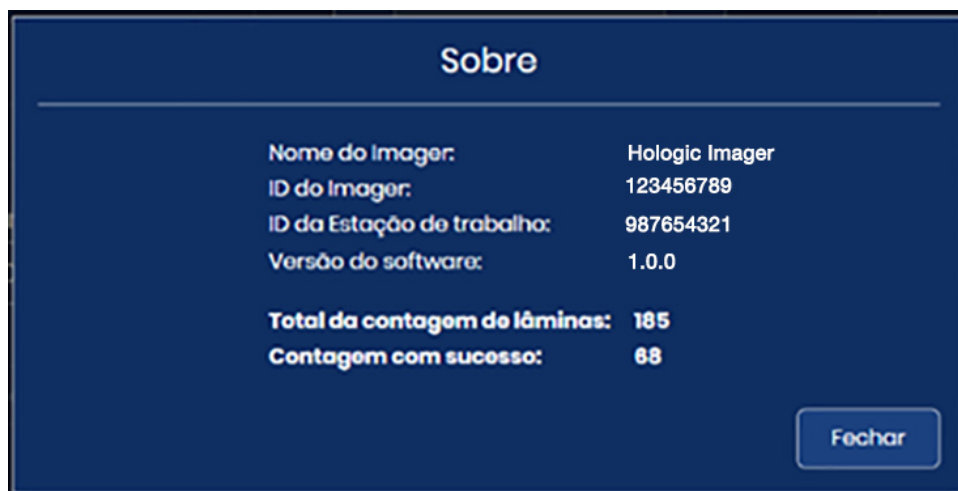 Sobre
Nome do Imager: Hologic Imager
ID do Imager: 123456789
ID da Estação de trabalho: 987654321
Versão do software: 1.0.0
Total da contagem de lâminas: 185
Contagem com sucesso: 68
Fechar